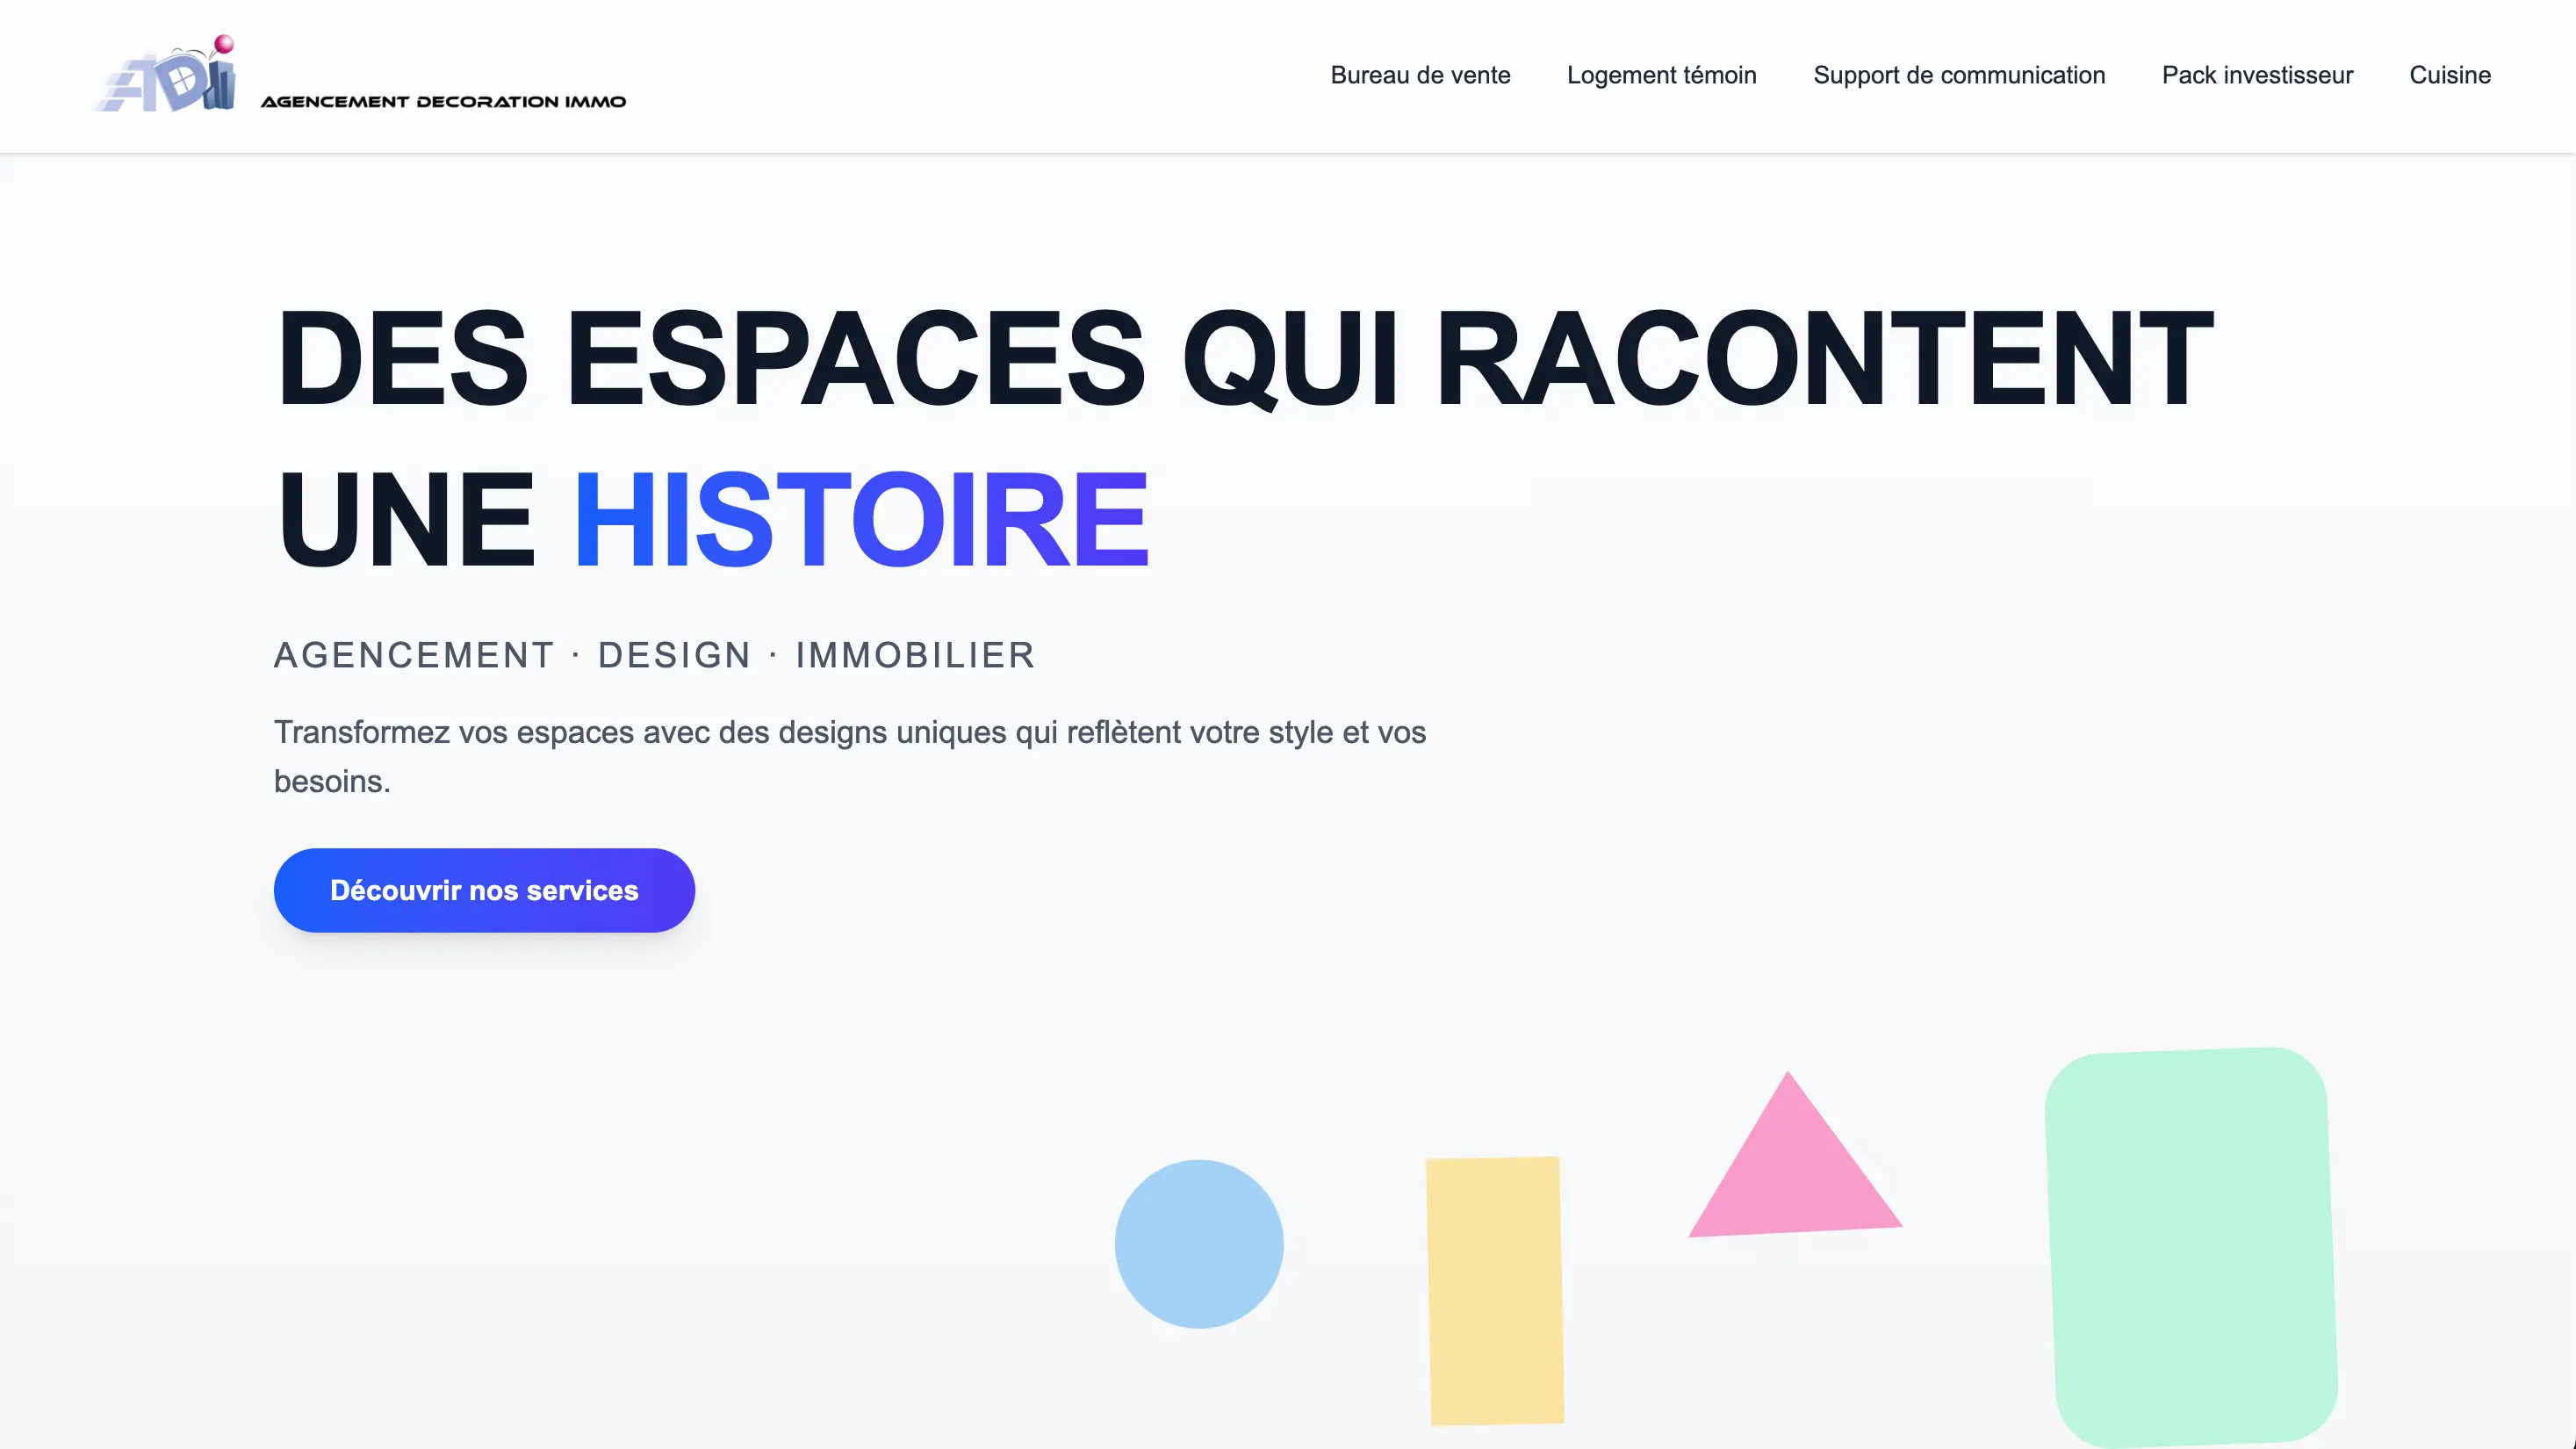 ADI
AGENCEMENT DECORATION IMMO
Bureau de vente
Logement témoin
Support de communication
Pack investisseur
Cuisine
DES ESPACES QUI RACONTENT
UNE HISTOIRE
AGENCEMENT · DESIGN · IMMOBILIER
Transformez vos espaces avec des designs uniques qui reflètent votre style et vos
besoins.
Découvrir nos services